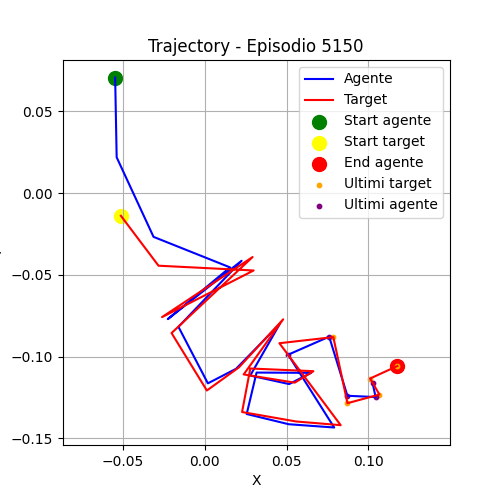 Trajectory - Episodio 5150
Agente
Target
Start agente
Start target
End agente
Ultimi target
Ultimi agente
0.05
0.00
−0.05
−0.10
−0.15
−0.05
0.00
0.05
0.10
X